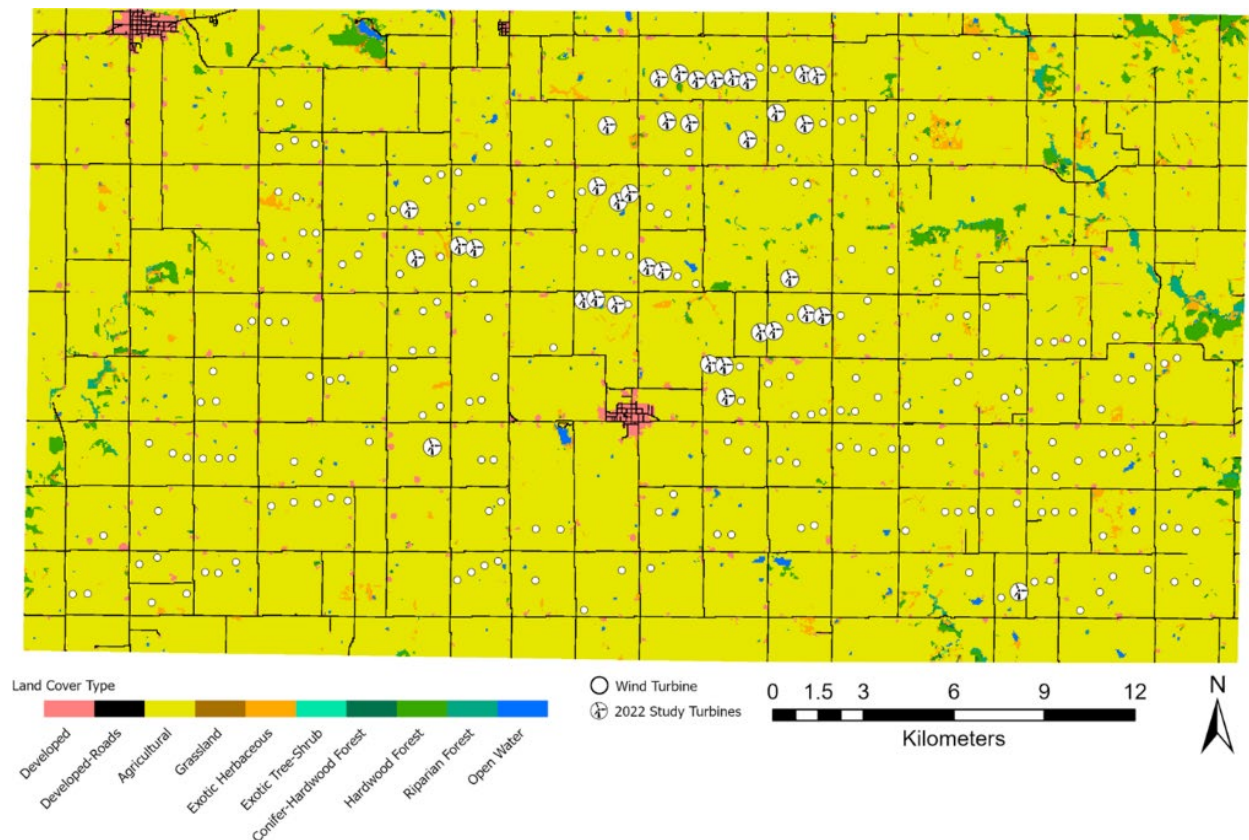 Land Cover Type
Developed
Developed-Roads
Agricultural
Grassland
Exotic Herbaceous
Exotic Tree-Shrub
Conifer-Hardwood Forest
Hardwood Forest
Riparian Forest
Open Water
Wind Turbine
2022 Study Turbines
0 1.5 3 6 9 12
Kilometers
N